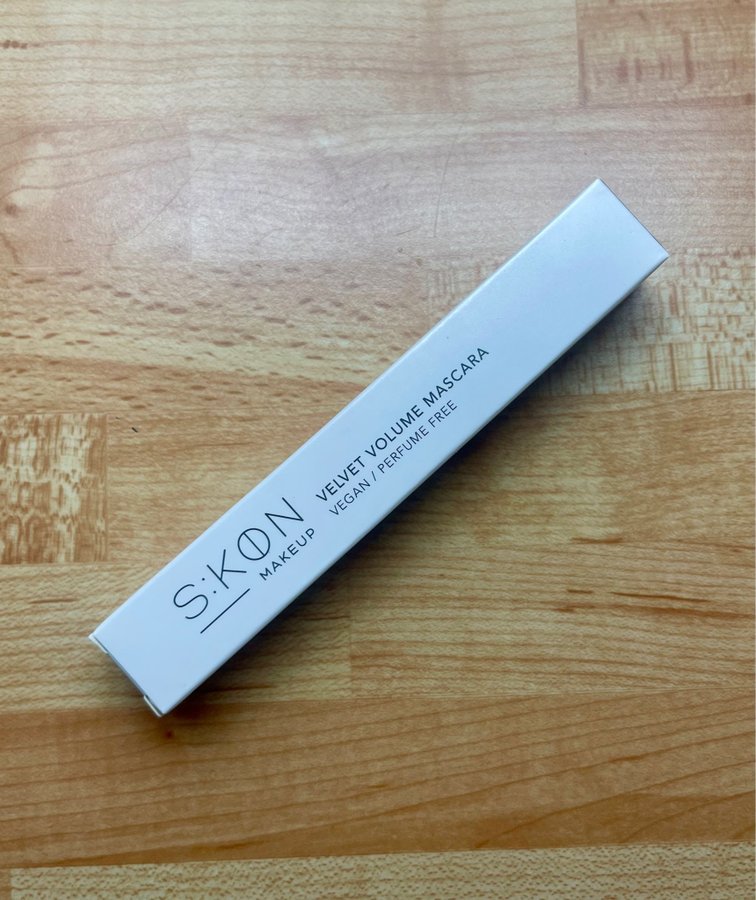 S:KON
MAKEUP
VELVET VOLUME MASCARA
VEGAN / PERFUME FREE